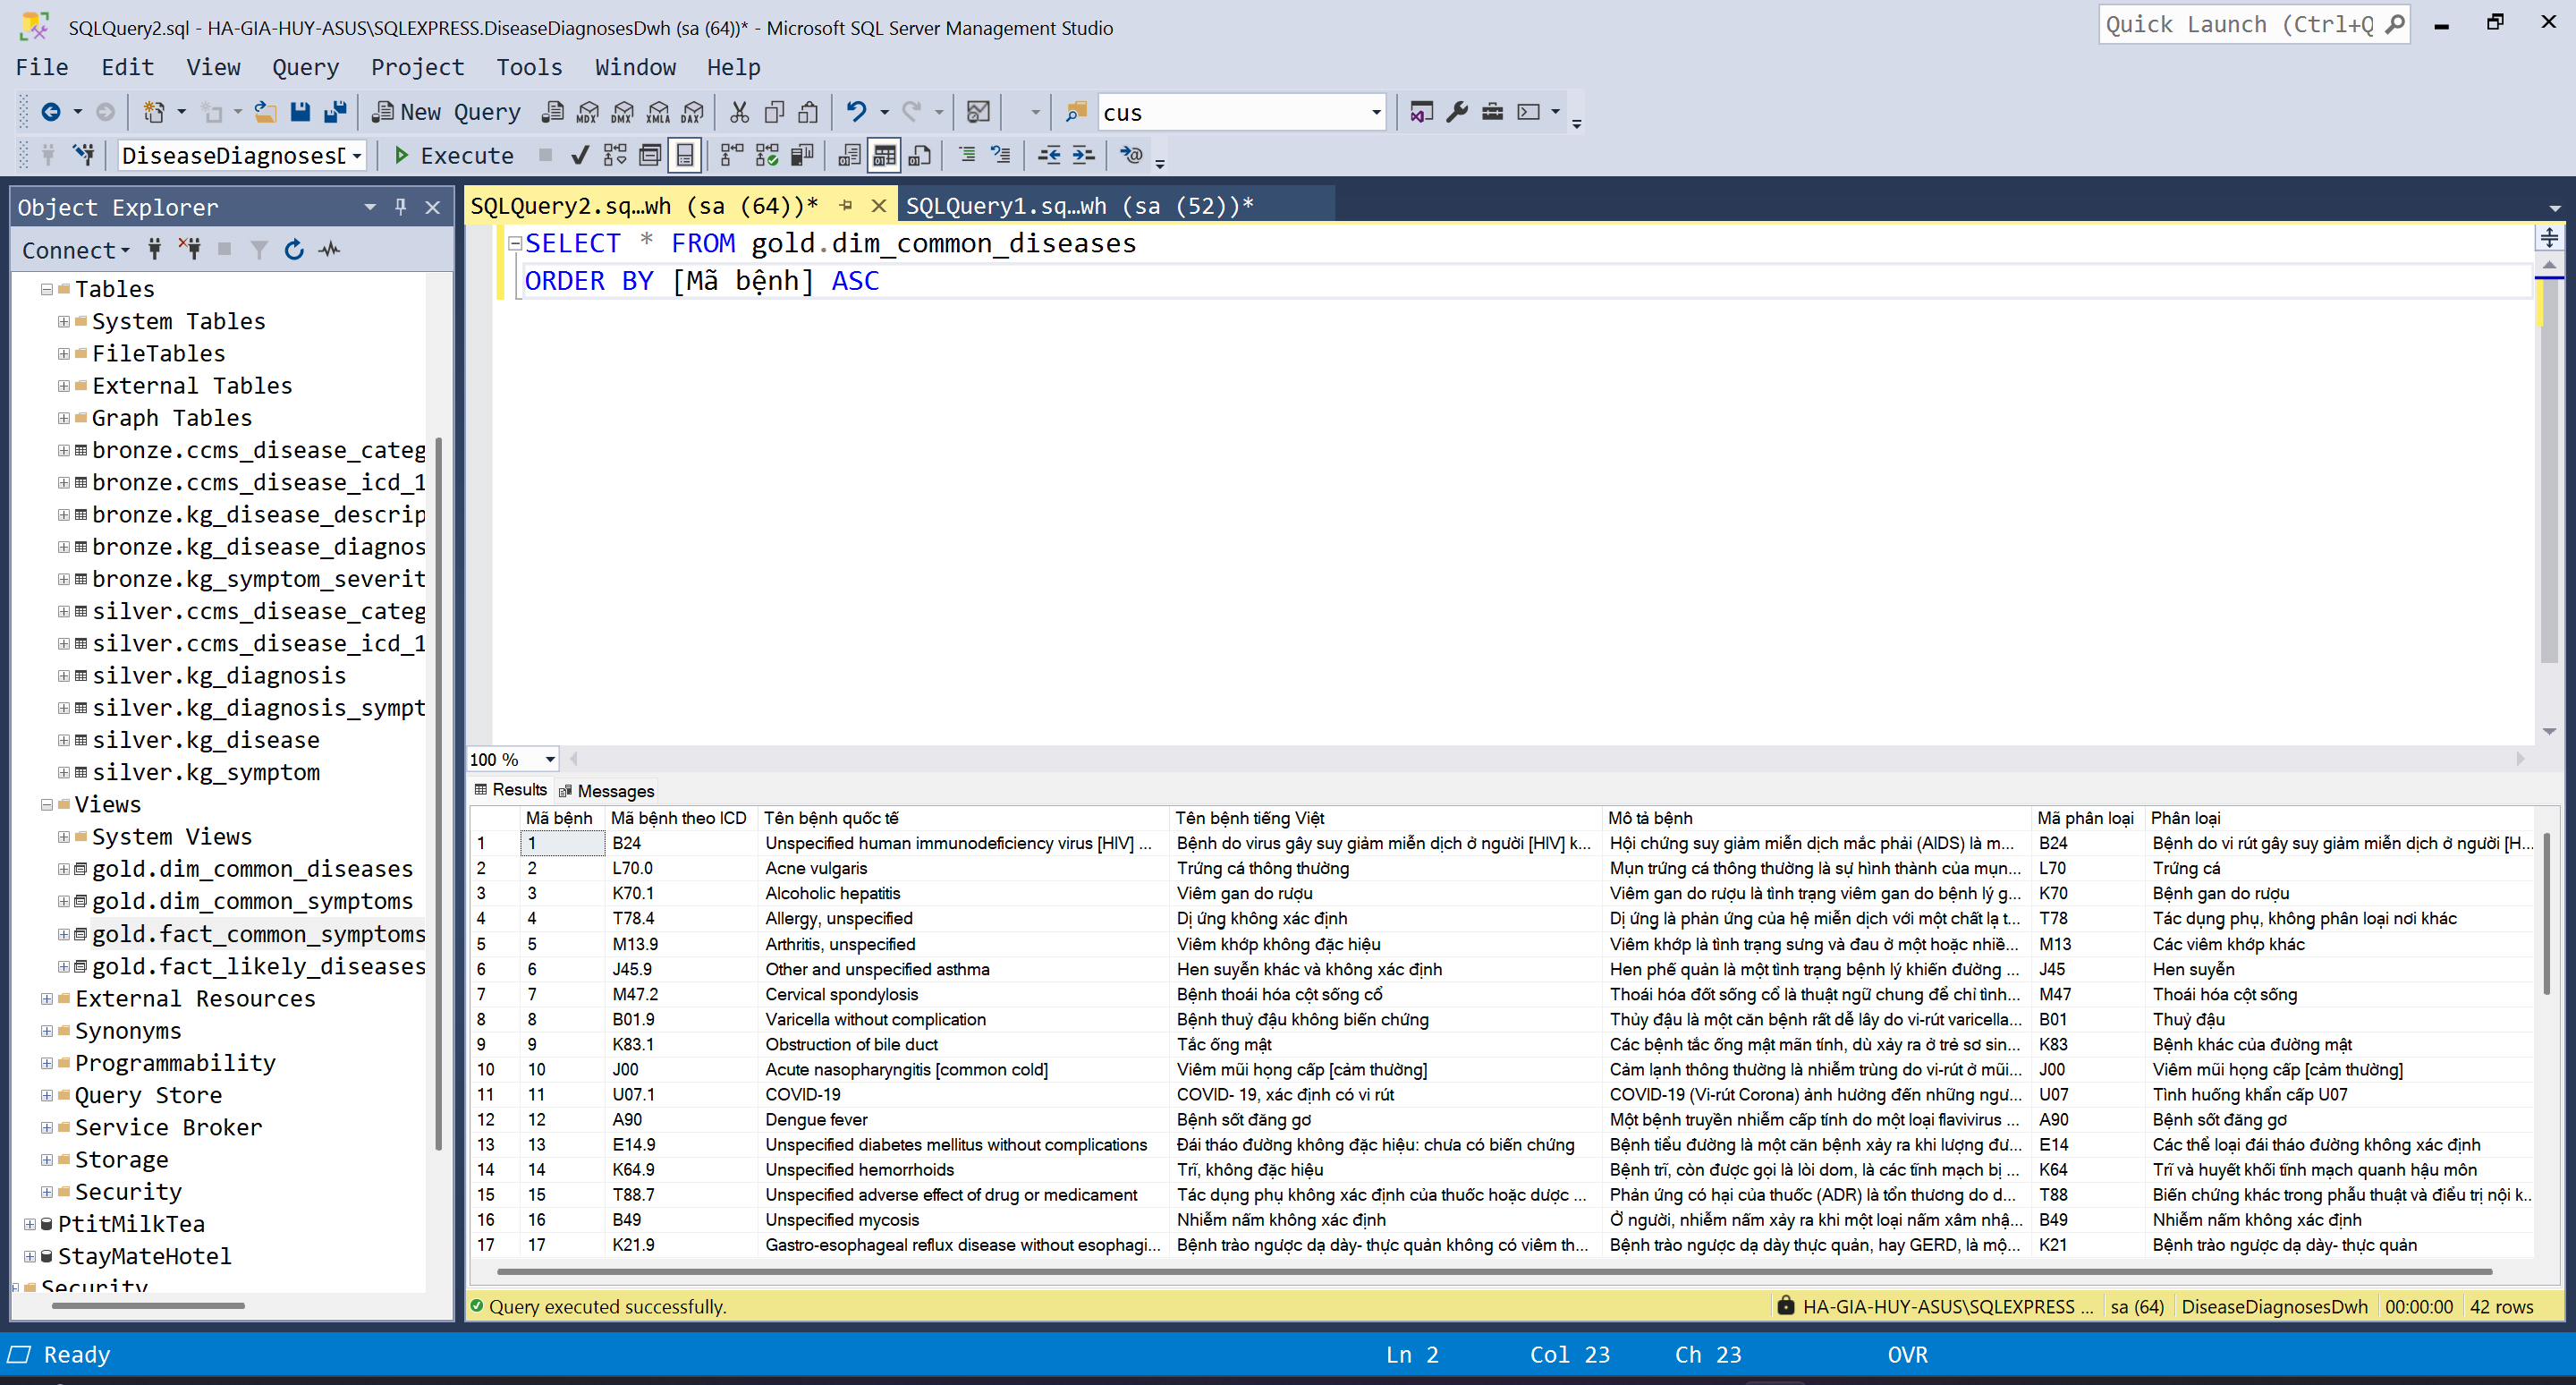 SQLQuery2.sql - HA-GIA-HUY-ASUS\SQLEXPRESS.DiseaseDiagnosesDwh (sa (64))* - Microsoft SQL Server Management Studio
Quick Launch (Ctrl+Q
File Edit View Query Project Tools Window Help
New Query MDX DMX XMLA DAX cus
DiseaseDiagnosesD Execute
Object Explorer
Connect
Tables
System Tables
FileTables
External Tables
Graph Tables
bronze.ccms_disease_categ
bronze.ccms_disease_icd_1
bronze.kg_disease_descrip
bronze.kg_disease_diagnos
bronze.kg_symptom_severit
silver.ccms_disease_categ
silver.ccms_disease_icd_1
silver.kg_diagnosis
silver.kg_diagnosis_sympt
silver.kg_disease
silver.kg_symptom
Views
System Views
gold.dim_common_diseases
gold.dim_common_symptoms
gold.fact_common_symptoms
gold.fact_likely_diseases
External Resources
Synonyms
Programmability
Query Store
Service Broker
Storage
Security
PtitMilkTea
StayMateHotel
Security
SQLQuery2.sq...wh (sa (64))* SQLQuery1.sq...wh (sa (52))*
SELECT * FROM gold.dim_common_diseases
ORDER BY [Mã bệnh] ASC
100 %
Results Messages
Mã bệnh Mã bệnh theo ICD Tên bệnh quốc tế Tên bệnh tiếng Việt Mô tả bệnh Mã phân loại Phân loại
1 1 B24 Unspecified human immunodeficiency virus [HIV] ... Bệnh do virus gây suy giảm miễn dịch ở người [HIV] k... Hội chứng suy giảm miễn dịch mắc phải (AIDS) là m... B24 Bệnh do vi rút gây suy giảm miễn dịch ở người [H...
2 2 L70.0 Acne vulgaris Trứng cá thông thường Mụn trứng cá thông thường là sự hình thành của mụn... L70 Trứng cá
3 3 K70.1 Alcoholic hepatitis Viêm gan do rượu Viêm gan do rượu là tình trạng viêm gan do bệnh lý g... K70 Bệnh gan do rượu
4 4 T78.4 Allergy, unspecified Dị ứng không xác định Dị ứng là phản ứng của hệ miễn dịch với một chất lạ t... T78 Tác dụng phụ, không phân loại nơi khác
5 5 M13.9 Arthritis, unspecified Viêm khớp không đặc hiệu Viêm khớp là tình trạng sưng và đau ở một hoặc nhiề... M13 Các viêm khớp khác
6 6 J45.9 Other and unspecified asthma Hen suyễn khác và không xác định Hen phế quản là một tình trạng bệnh lý khiến đường ... J45 Hen suyễn
7 7 M47.2 Cervical spondylosis Bệnh thoái hóa cột sống cổ Thoái hóa đốt sống cổ là thuật ngữ chung để chỉ tình... M47 Thoái hóa cột sống
8 8 B01.9 Varicella without complication Bệnh thuỷ đậu không biến chứng Thủy đậu là một căn bệnh rất dễ lây do vi-rút varicella... B01 Thuỷ đậu
9 9 K83.1 Obstruction of bile duct Tắc ống mật Các bệnh tắc ống mật mãn tính, dù xảy ra ở trẻ sơ sin... K83 Bệnh khác của đường mật
10 10 J00 Acute nasopharyngitis [common cold] Viêm mũi họng cấp [cảm thường] Cảm lạnh thông thường là nhiễm trùng do vi-rút ở mũi... J00 Viêm mũi họng cấp [cảm thường]
11 11 U07.1 COVID-19 COVID- 19, xác định có vi rút COVID-19 (Vi-rút Corona) ảnh hưởng đến những ngư... U07 Tình huống khẩn cấp U07
12 12 A90 Dengue fever Bệnh sốt đăng gơ Một bệnh truyền nhiễm cấp tính do một loại flavivirus ... A90 Bệnh sốt đăng gơ
13 13 E14.9 Unspecified diabetes mellitus without complications Đái tháo đường không đặc hiệu: chưa có biến chứng Bệnh tiểu đường là một căn bệnh xảy ra khi lượng đư... E14 Các thể loại đái tháo đường không xác định
14 14 K64.9 Unspecified hemorrhoids Trĩ, không đặc hiệu Bệnh trĩ, còn được gọi là lòi dom, là các tĩnh mạch bị ... K64 Trĩ và huyết khối tĩnh mạch quanh hậu môn
15 15 T88.7 Unspecified adverse effect of drug or medicament Tác dụng phụ không xác định của thuốc hoặc dược ... Phản ứng có hại của thuốc (ADR) là tổn thương do d... T88 Biến chứng khác trong phẫu thuật và điều trị nội k...
16 16 B49 Unspecified mycosis Nhiễm nấm không xác định Ở người, nhiễm nấm xảy ra khi một loại nấm xâm nhậ... B49 Nhiễm nấm không xác định
17 17 K21.9 Gastro-esophageal reflux disease without esophagi... Bệnh trào ngược dạ dày- thực quản không có viêm th... Bệnh trào ngược dạ dày thực quản, hay GERD, là mộ... K21 Bệnh trào ngược dạ dày- thực quản
Query executed successfully. HA-GIA-HUY-ASUS\SQLEXPRESS ... sa (64) DiseaseDiagnosesDwh 00:00:00 42 rows
Ready Ln 2 Col 23 Ch 23 OVR